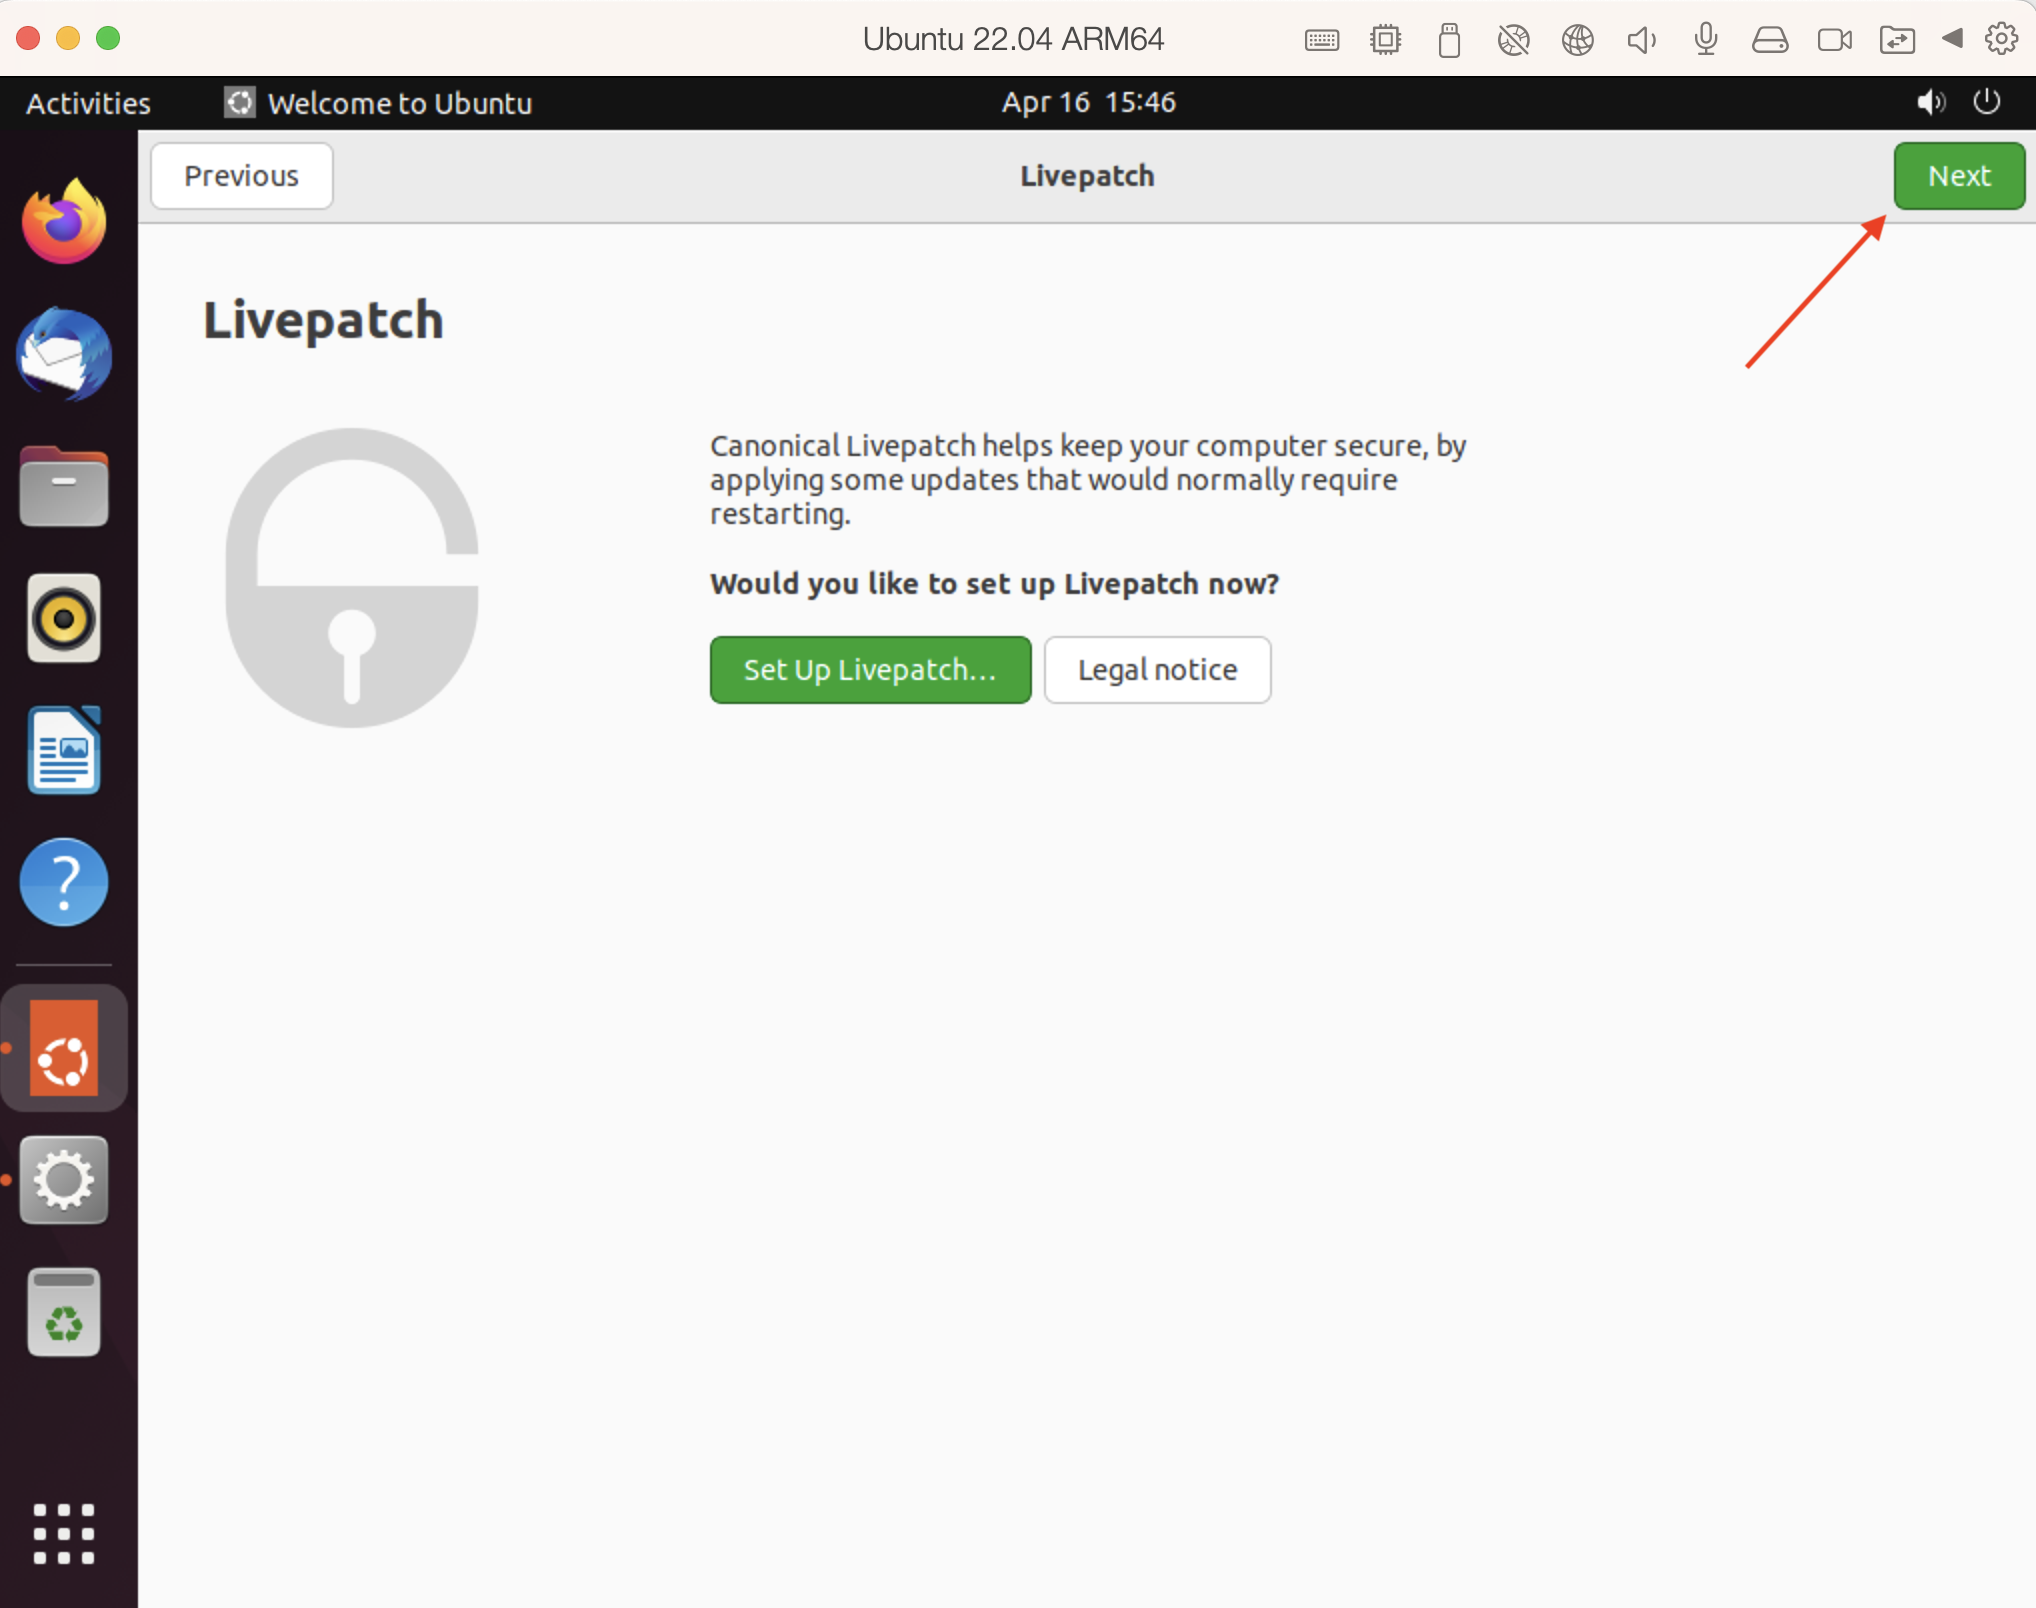 Ubuntu 22.04 ARM64
Activities
Welcome to Ubuntu
Apr 16 15:46
Previous
Livepatch
Next
Livepatch
Canonical Livepatch helps keep your computer secure, by
applying some updates that would normally require
restarting.
Would you like to set up Livepatch now?
Set Up Livepatch...
Legal notice